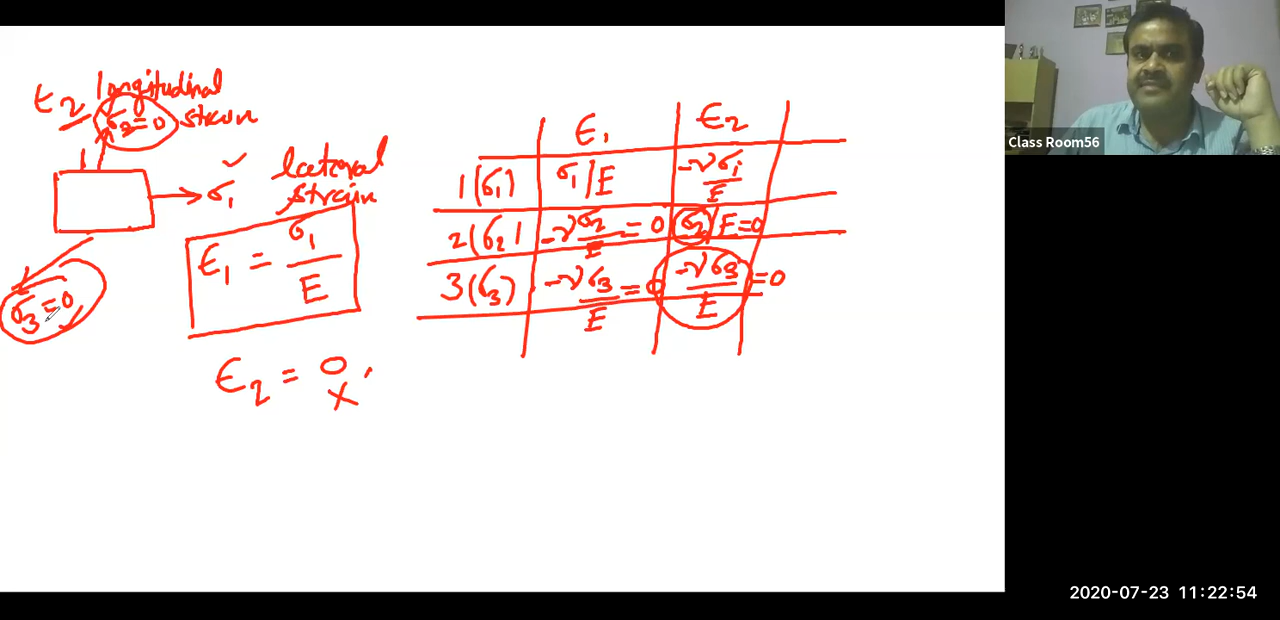 ϵ2 longitudinal
σ2=0 strain
σ1
lateral
strain
ϵ1 = σ1/E
σ3=0
ϵ2 = 0
x
ϵ1 ϵ2
1(σ1) σ1/E -νσ1/E
2(σ2) -νσ2/E = 0 σ2/E=0
3(σ3) -νσ3/E = 0 -νσ3/E =0
Class Room56
2020-07-23 11:22:54